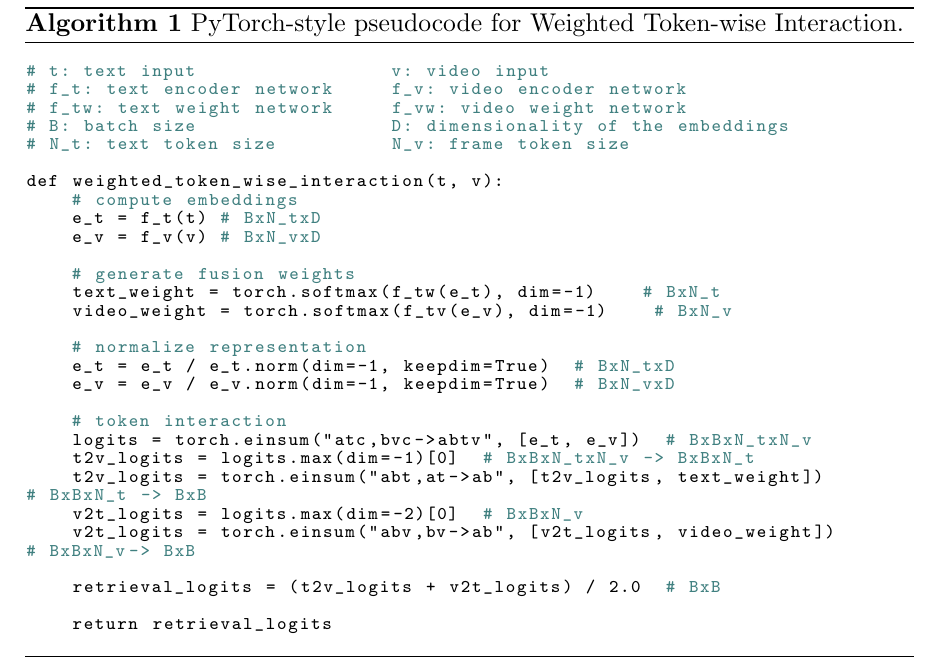 Algorithm 1 PyTorch-style pseudocode for Weighted Token-wise Interaction.
# t: text input v: video input
# f_t: text encoder network f_v: video encoder network
# f_tw: text weight network f_vw: video weight network
# B: batch size D: dimensionality of the embeddings
# N_t: text token size N_v: frame token size
def weighted_token_wise_interaction(t, v):
# compute embeddings
e_t = f_t(t) # BxN_txD
e_v = f_v(v) # BxN_vxD
# generate fusion weights
text_weight = torch.softmax(f_tw(e_t), dim=-1) # BxN_t
video_weight = torch.softmax(f_tv(e_v), dim=-1) # BxN_v
# normalize representation
e_t = e_t / e_t.norm(dim=-1, keepdim=True) # BxN_txD
e_v = e_v / e_v.norm(dim=-1, keepdim=True) # BxN_vxD
# token interaction
logits = torch.einsum("atc,bvc->abtv", [e_t, e_v]) # BxBxN_txN_v
t2v_logits = logits.max(dim=-1)[0] # BxBxN_txN_v -> BxBxN_t
t2v_logits = torch.einsum("abt,at->ab", [t2v_logits, text_weight])
# BxBxN_t -> BxB
v2t_logits = logits.max(dim=-2)[0] # BxBxN_v
v2t_logits = torch.einsum("abv,bv->ab", [v2t_logits, video_weight])
# BxBxN_v-> BxB
retrieval_logits = (t2v_logits + v2t_logits) / 2.0 # BxB
return retrieval_logits